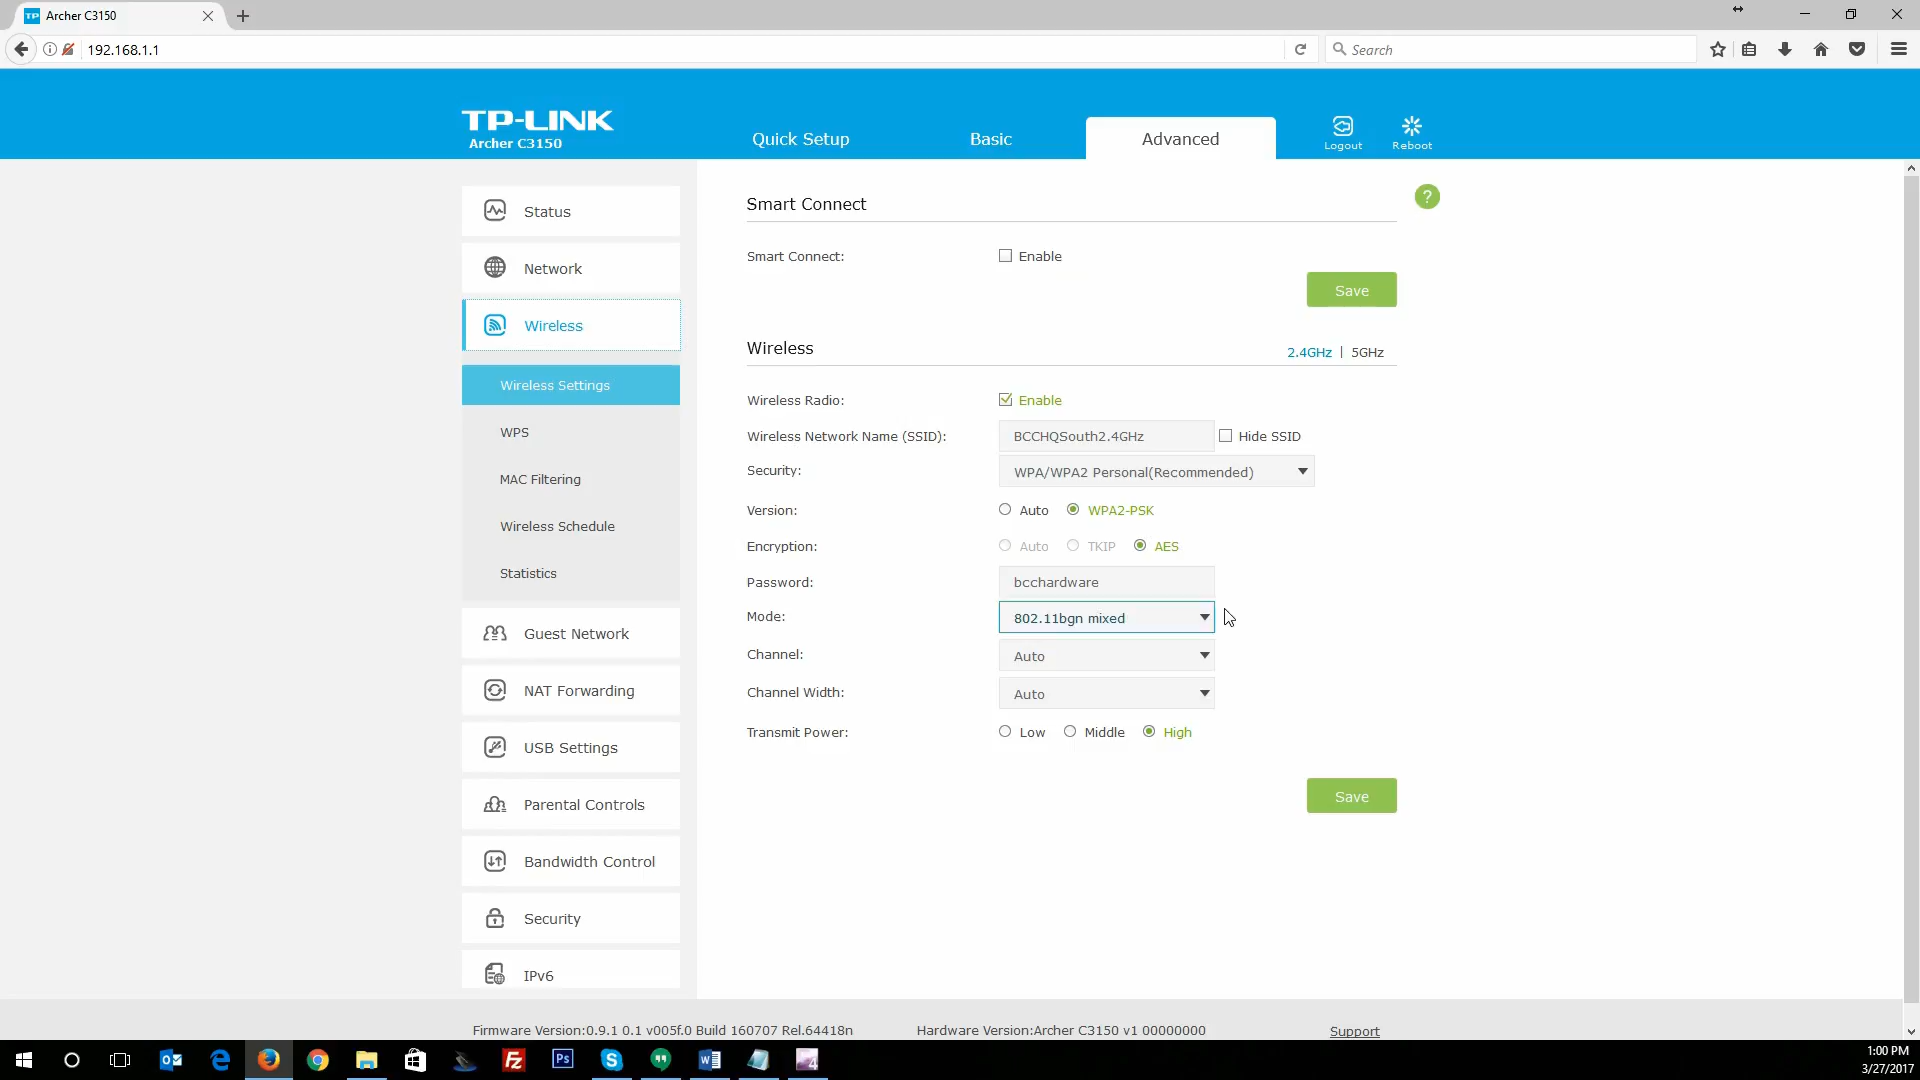 TP Archer C3150
192.168.1.1
Search
TP-LINK
Archer C3150
Quick Setup
Basic
Advanced
Logout
Reboot
Status
Network
Wireless
Wireless Settings
WPS
MAC Filtering
Wireless Schedule
Statistics
Guest Network
NAT Forwarding
USB Settings
Parental Controls
Bandwidth Control
Security
IPv6
Smart Connect
?
Smart Connect: Enable
Save
Wireless 2.4GHz | 5GHz
Wireless Radio: Enable
Wireless Network Name (SSID): BCCHQSouth2.4GHz Hide SSID
Security: WPA/WPA2 Personal(Recommended)
Version: Auto WPA2-PSK
Encryption: Auto TKIP AES
Password: bcchardware
Mode: 802.11bgn mixed
Channel: Auto
Channel Width: Auto
Transmit Power: Low Middle High
Save
Firmware Version:0.9.1 0.1 v005f.0 Build 160707 Rel.64418n Hardware Version:Archer C3150 v1 00000000 Support
1:00 PM
3/27/2017